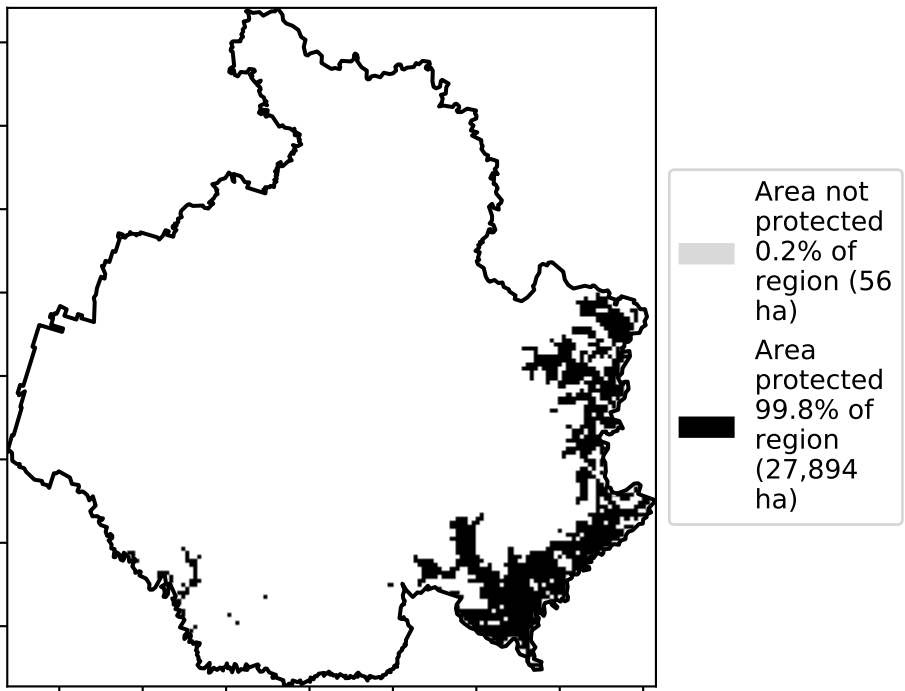 Area not
protected
0.2% of
region (56
ha)
Area
protected
99.8% of
region
(27,894
ha)